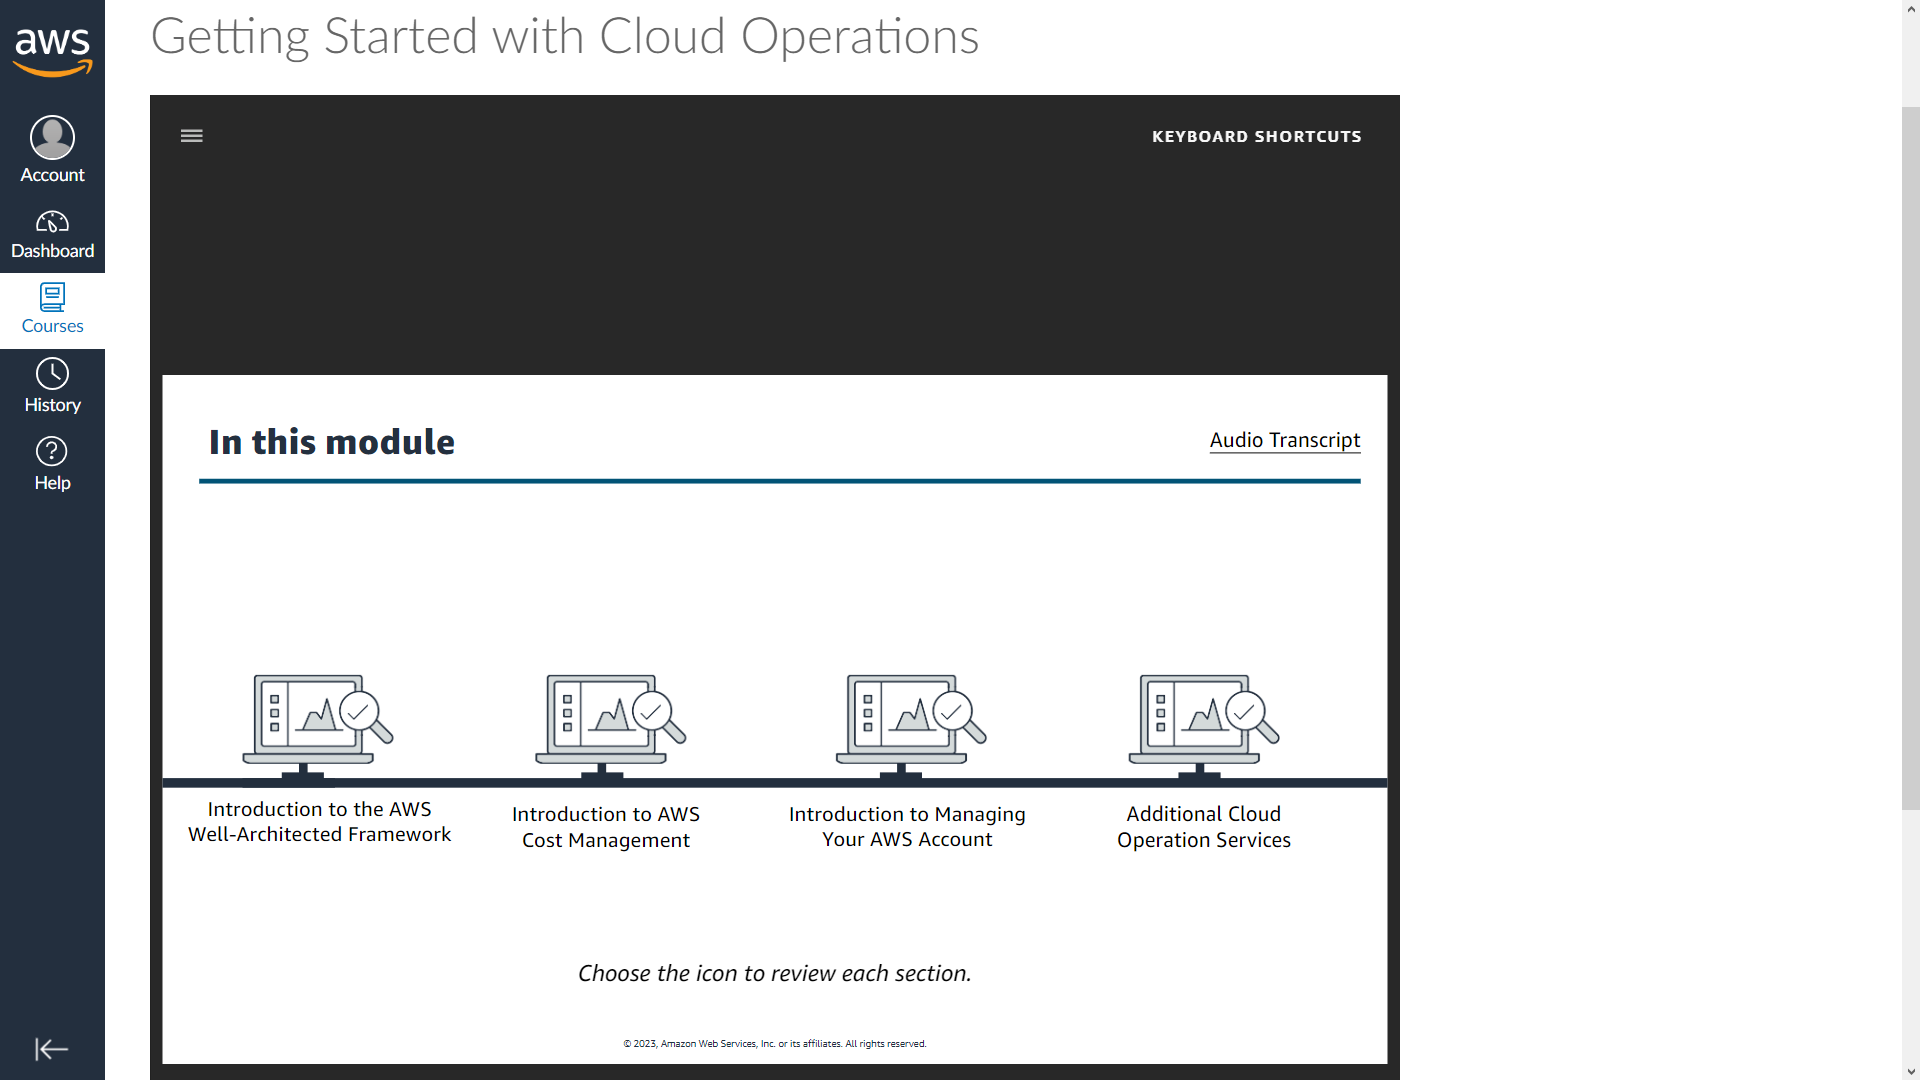 aws
Getting Started with Cloud Operations
Account
Dashboard
Courses
History
Help
KEYBOARD SHORTCUTS
In this module
Audio Transcript
Introduction to the AWS
Well-Architected Framework
Introduction to AWS
Cost Management
Introduction to Managing
Your AWS Account
Additional Cloud
Operation Services
Choose the icon to review each section.
© 2023, Amazon Web Services, Inc. or its affiliates. All rights reserved.